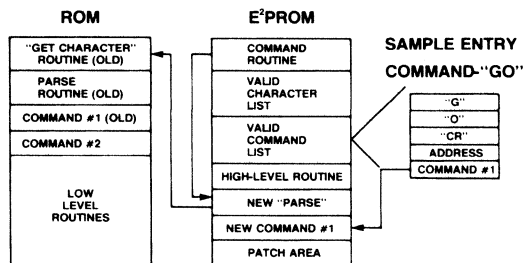 ROM
"GET CHARACTER"
ROUTINE (OLD)
PARSE
ROUTINE (OLD)
COMMAND #1 (OLD)
COMMAND #2
LOW
LEVEL
ROUTINES
E²PROM
COMMAND
ROUTINE
VALID
CHARACTER
LIST
VALID
COMMAND
LIST
HIGH-LEVEL ROUTINE
NEW "PARSE"
NEW COMMAND #1
PATCH AREA
SAMPLE ENTRY
COMMAND-"GO"
"G"
"O"
"CR"
ADDRESS
COMMAND #1